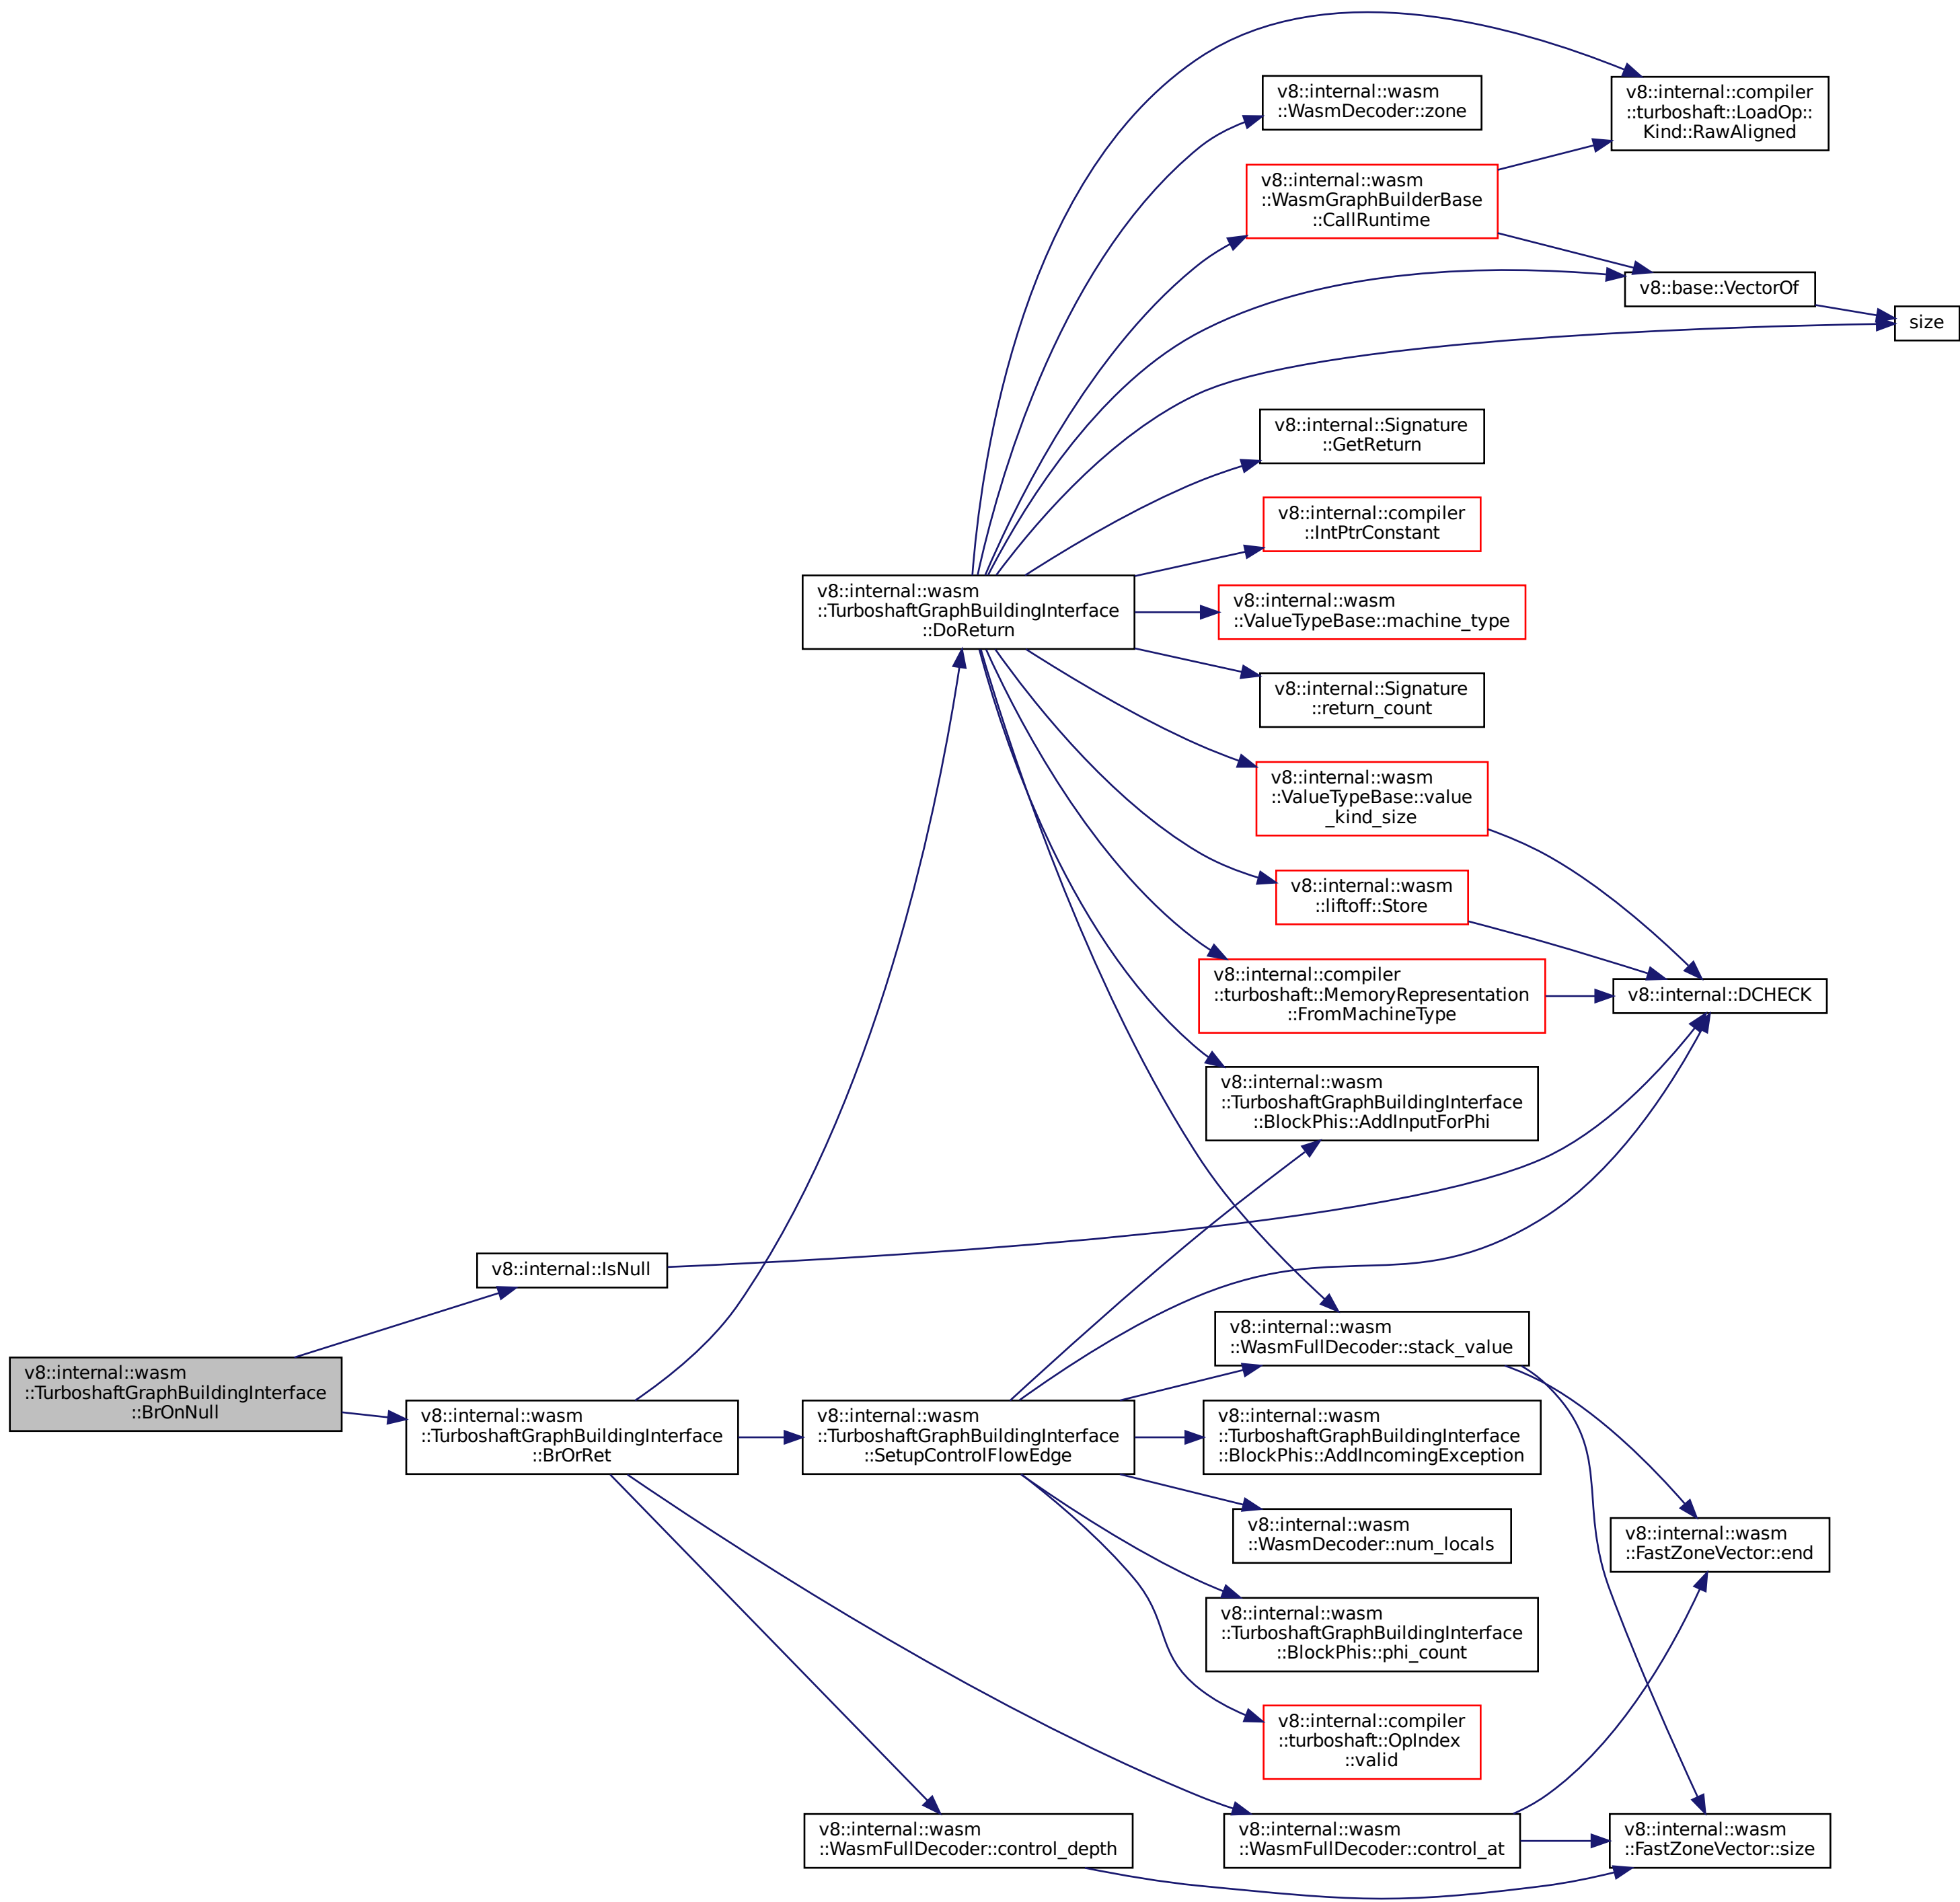 v8::internal::wasm
::WasmDecoder::zone
v8::internal::compiler
::turboshaft::LoadOp::
Kind::RawAligned
v8::internal::wasm
::WasmGraphBuilderBase
::CallRuntime
v8::base::VectorOf
size
v8::internal::Signature
::GetReturn
v8::internal::compiler
::IntPtrConstant
v8::internal::wasm
::TurboshaftGraphBuildingInterface
::DoReturn
v8::internal::wasm
::ValueTypeBase::machine_type
v8::internal::Signature
::return_count
v8::internal::wasm
::ValueTypeBase::value
_kind_size
v8::internal::wasm
::liftoff::Store
v8::internal::compiler
::turboshaft::MemoryRepresentation
::FromMachineType
v8::internal::DCHECK
v8::internal::wasm
::TurboshaftGraphBuildingInterface
::BlockPhis::AddInputForPhi
v8::internal::IsNull
v8::internal::wasm
::WasmFullDecoder::stack_value
v8::internal::wasm
::TurboshaftGraphBuildingInterface
::BrOnNull
v8::internal::wasm
::TurboshaftGraphBuildingInterface
::BrOrRet
v8::internal::wasm
::TurboshaftGraphBuildingInterface
::SetupControlFlowEdge
v8::internal::wasm
::TurboshaftGraphBuildingInterface
::BlockPhis::AddIncomingException
v8::internal::wasm
::WasmDecoder::num_locals
v8::internal::wasm
::FastZoneVector::end
v8::internal::wasm
::TurboshaftGraphBuildingInterface
::BlockPhis::phi_count
v8::internal::compiler
::turboshaft::OpIndex
::valid
v8::internal::wasm
::WasmFullDecoder::control_depth
v8::internal::wasm
::WasmFullDecoder::control_at
v8::internal::wasm
::FastZoneVector::size